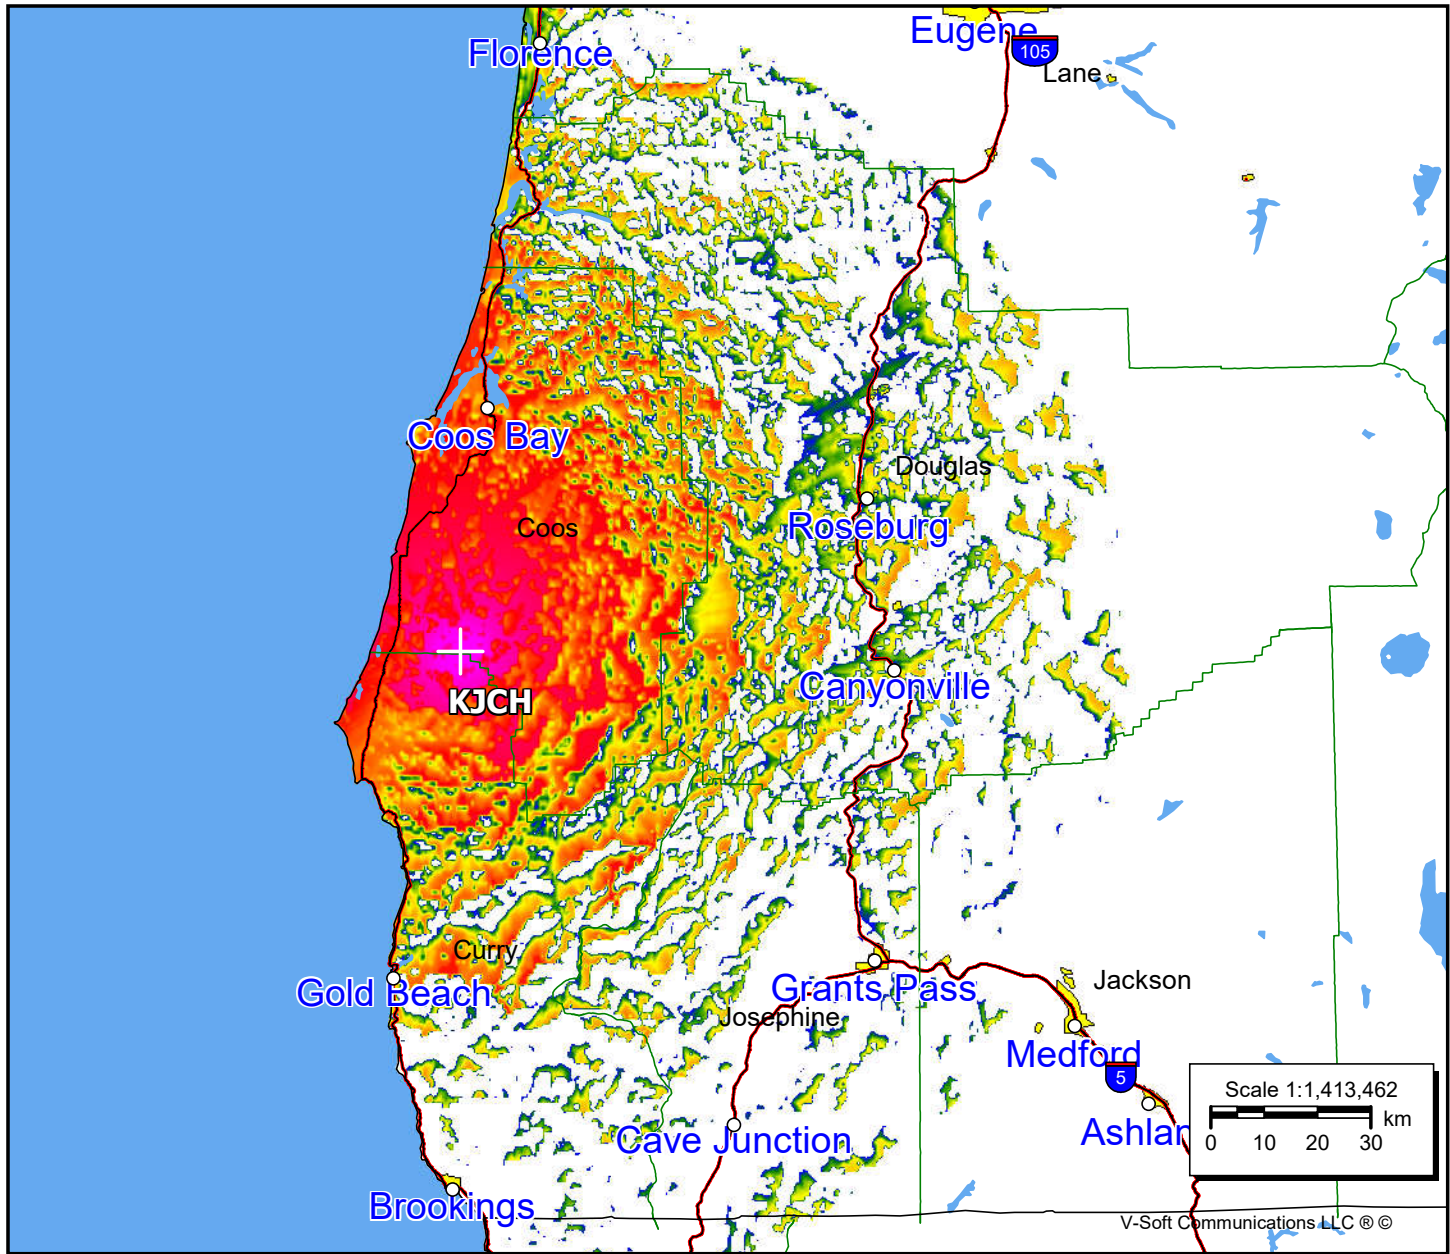 Eugene
Florence
105
Lane
Coos Bay
Douglas
Coos
Roseburg
Canyonville
KJCH
Curry
Gold Beach
Grants Pass
Jackson
Josephine
Medford
5
Scale 1:1,413,462
km
0 10 20 30
Ashlan
Cave Junction
Brookings
V-Soft Communications LLC ® ©